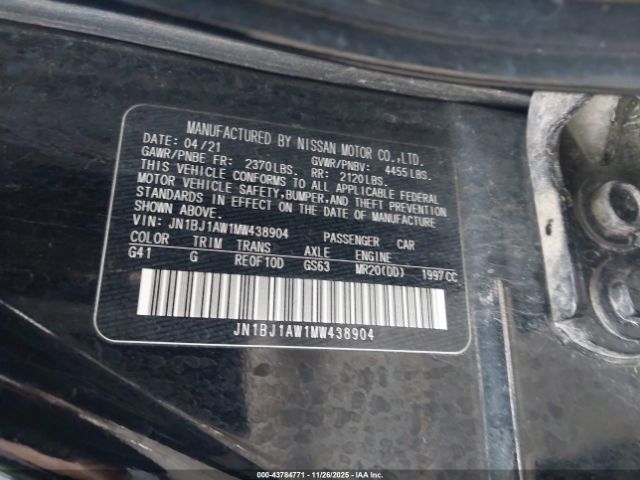 MANUFACTURED BY NISSAN MOTOR CO.,LTD.
DATE: 04/21 GVWR/PNBV: 4455LBS.
GAWR/PNBE FR: 2370LBS. RR: 2120LBS.
THIS VEHICLE CONFORMS TO ALL APPLICABLE FEDERAL
MOTOR VEHICLE SAFETY,BUMPER,AND THEFT PREVENTION
STANDARDS IN EFFECT ON THE DATE OF MANUFACTURE
SHOWN ABOVE.
VIN: JN1BJ1AW1MW438904 PASSENGER CAR
COLOR TRIM TRANS AXLE ENGINE
G41 G RE0F10D GS63 MR20(DD) 1997CC
JN1BJ1AW1MW438904
000-43784771 - 11/26/2025 - IAA Inc.